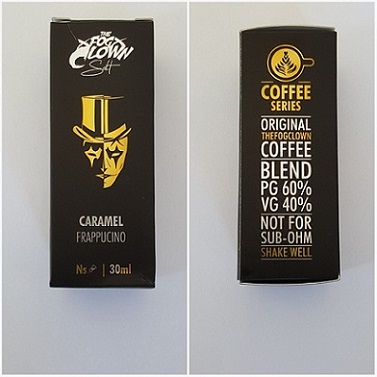 THE
FOG
CLOWN
Salt
CARAMEL
FRAPPUCINO
Ns | 30ml
COFFEE
SERIES
ORIGINAL
THEFOGCLOWN
COFFEE
BLEND
PG 60%
VG 40%
NOT FOR
SUB-OHM
SHAKE WELL